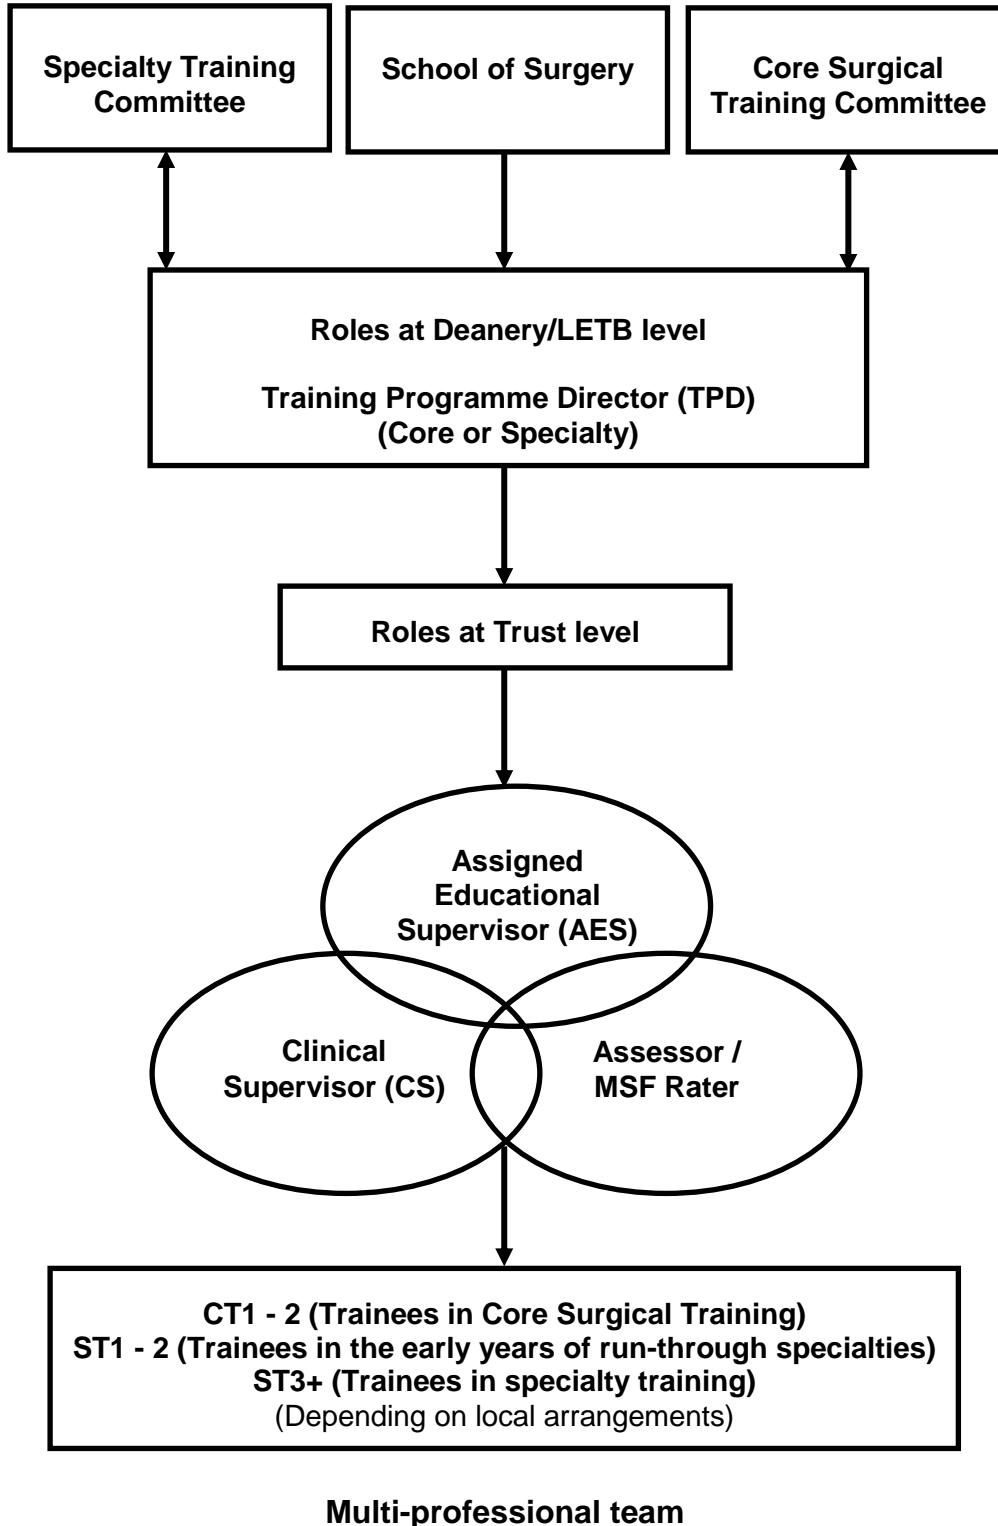 Specialty Training
Committee
School of Surgery
Core Surgical
Training Committee
Roles at Deanery/LETB level
Training Programme Director (TPD)
(Core or Specialty)
Roles at Trust level
Assigned
Educational
Supervisor (AES)
Clinical
Supervisor (CS)
Assessor /
MSF Rater
CT1 - 2 (Trainees in Core Surgical Training)
ST1 - 2 (Trainees in the early years of run-through specialties)
ST3+ (Trainees in specialty training)
(Depending on local arrangements)
Multi-professional team